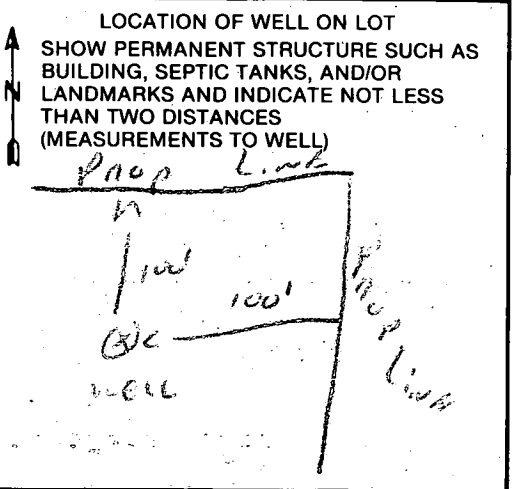 LOCATION OF WELL ON LOT
SHOW PERMANENT STRUCTURE SUCH AS
BUILDING, SEPTIC TANKS, AND/OR
LANDMARKS AND INDICATE NOT LESS
THAN TWO DISTANCES
(MEASUREMENTS TO WELL)
N
Prop Line
100'
100'
Prop Line
well